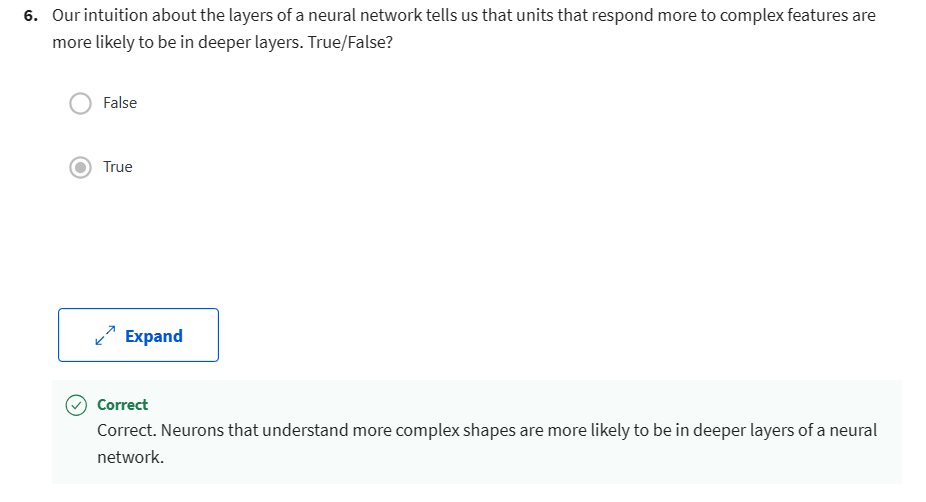 6. Our intuition about the layers of a neural network tells us that units that respond more to complex features are
more likely to be in deeper layers. True/False?
False
True
Expand
Correct
Correct. Neurons that understand more complex shapes are more likely to be in deeper layers of a neural
network.